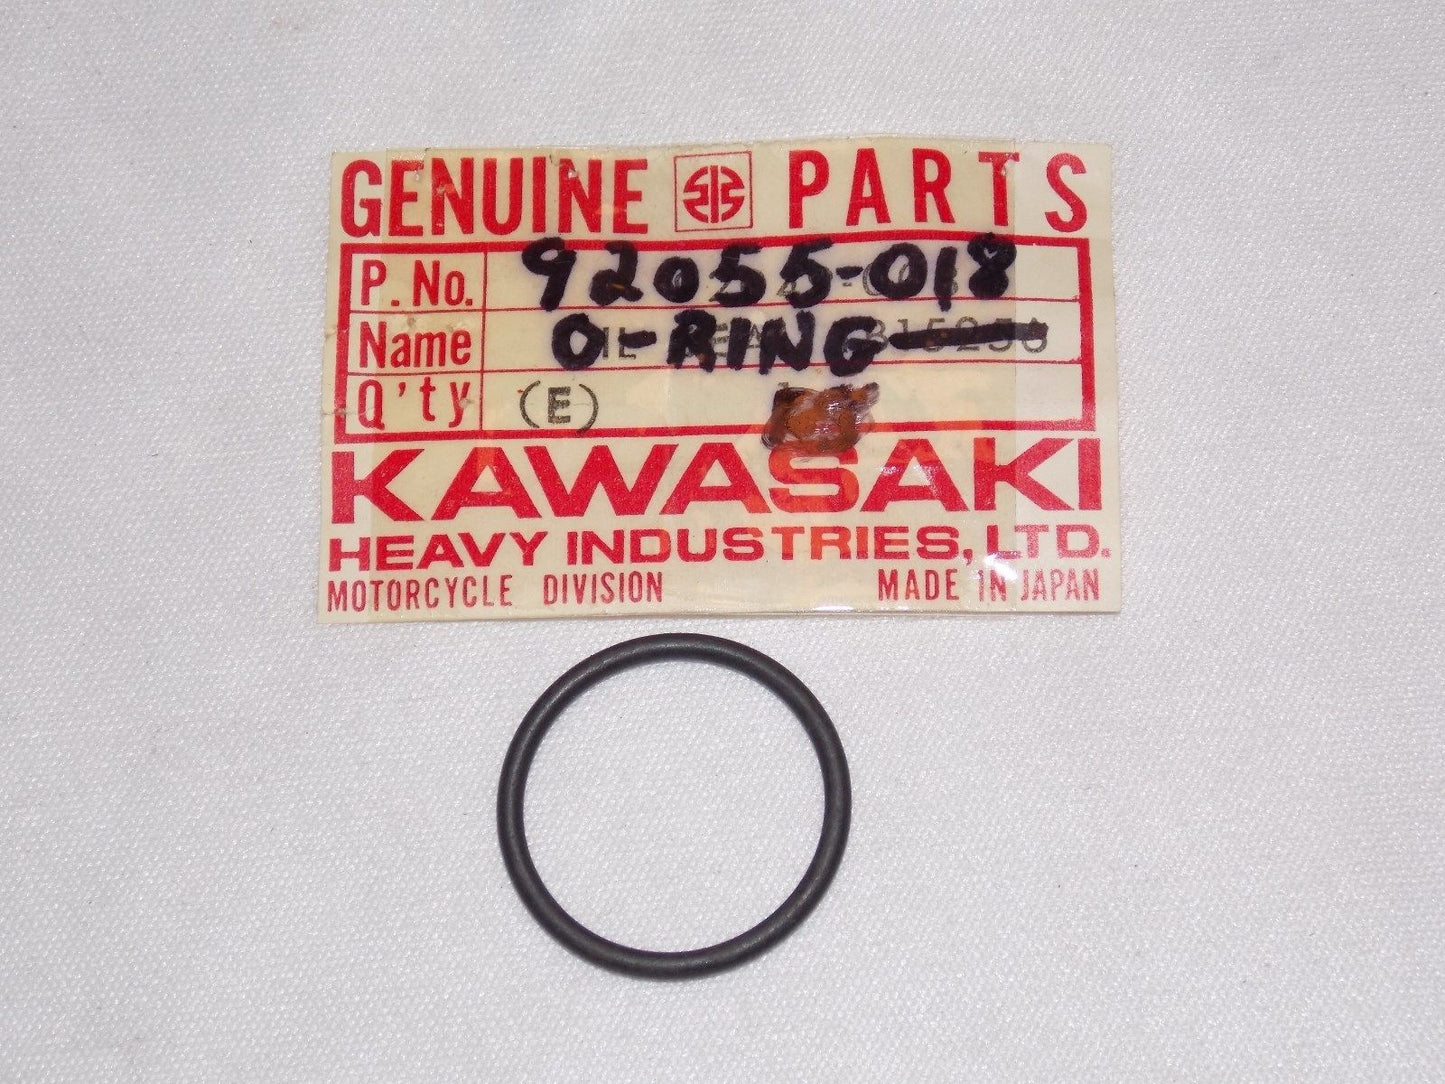 GENUINE PARTS
P. No. 92055-018
Name O-RING
Q'ty (E)
KAWASAKI
HEAVY INDUSTRIES, LTD.
MOTORCYCLE DIVISION MADE IN JAPAN